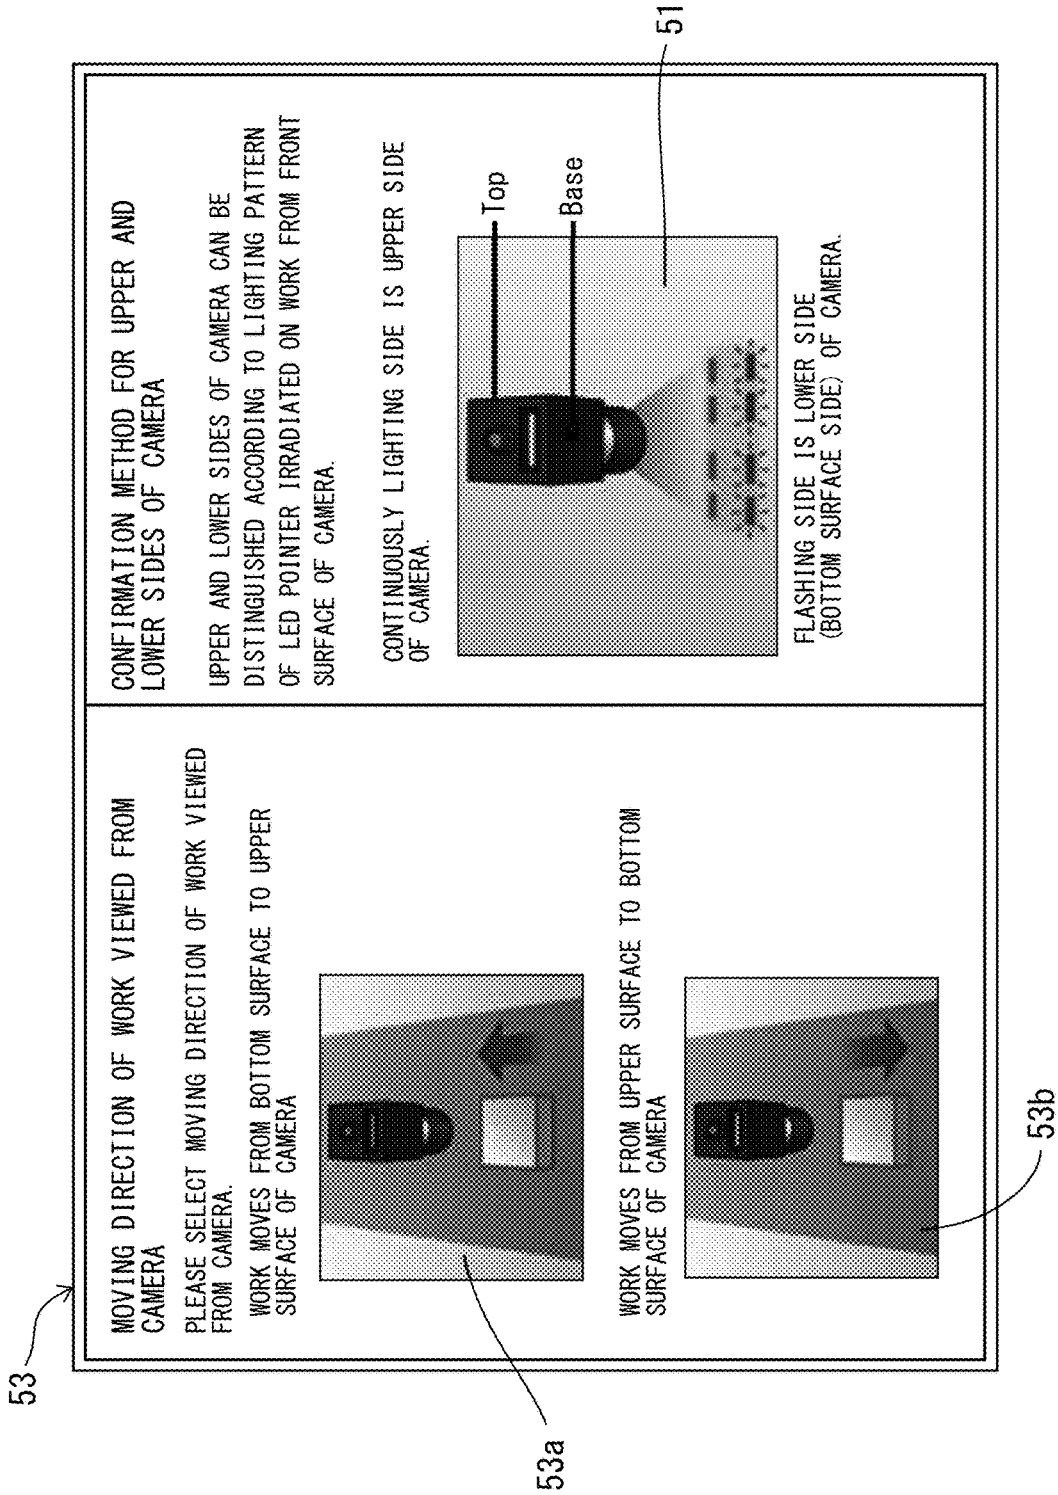 53
MOVING DIRECTION OF WORK VIEWED FROM
CAMERA
PLEASE SELECT MOVING DIRECTION OF WORK VIEWED
FROM CAMERA.
WORK MOVES FROM BOTTOM SURFACE TO UPPER
SURFACE OF CAMERA
53a
WORK MOVES FROM UPPER SURFACE TO BOTTOM
SURFACE OF CAMERA
53b
CONFIRMATION METHOD FOR UPPER AND
LOWER SIDES OF CAMERA
UPPER AND LOWER SIDES OF CAMERA CAN BE
DISTINGUISHED ACCORDING TO LIGHTING PATTERN
OF LED POINTER IRRADIATED ON WORK FROM FRONT
SURFACE OF CAMERA.
CONTINUOUSLY LIGHTING SIDE IS UPPER SIDE
OF CAMERA.
Top
Base
51
FLASHING SIDE IS LOWER SIDE
(BOTTOM SURFACE SIDE) OF CAMERA.